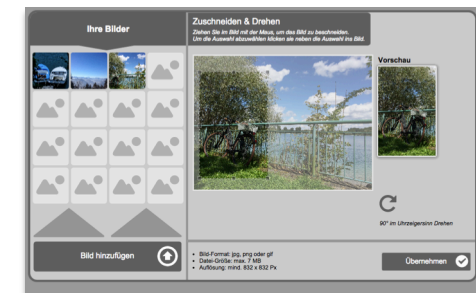 Ihre Bilder
Zuschneiden & Drehen
Ziehen Sie im Bild mit der Maus, um das Bild zu beschneiden.
Um die Auswahl abzuwählen klicken sie neben die Auswahl ins Bild.
Vorschau
90° im Uhrzeigersinn Drehen
Bild hinzufügen
• Bild-Format: jpg, png oder gif
• Datei-Größe: max. 7 MB
• Auflösung: mind. 832 x 832 Px
Übernehmen